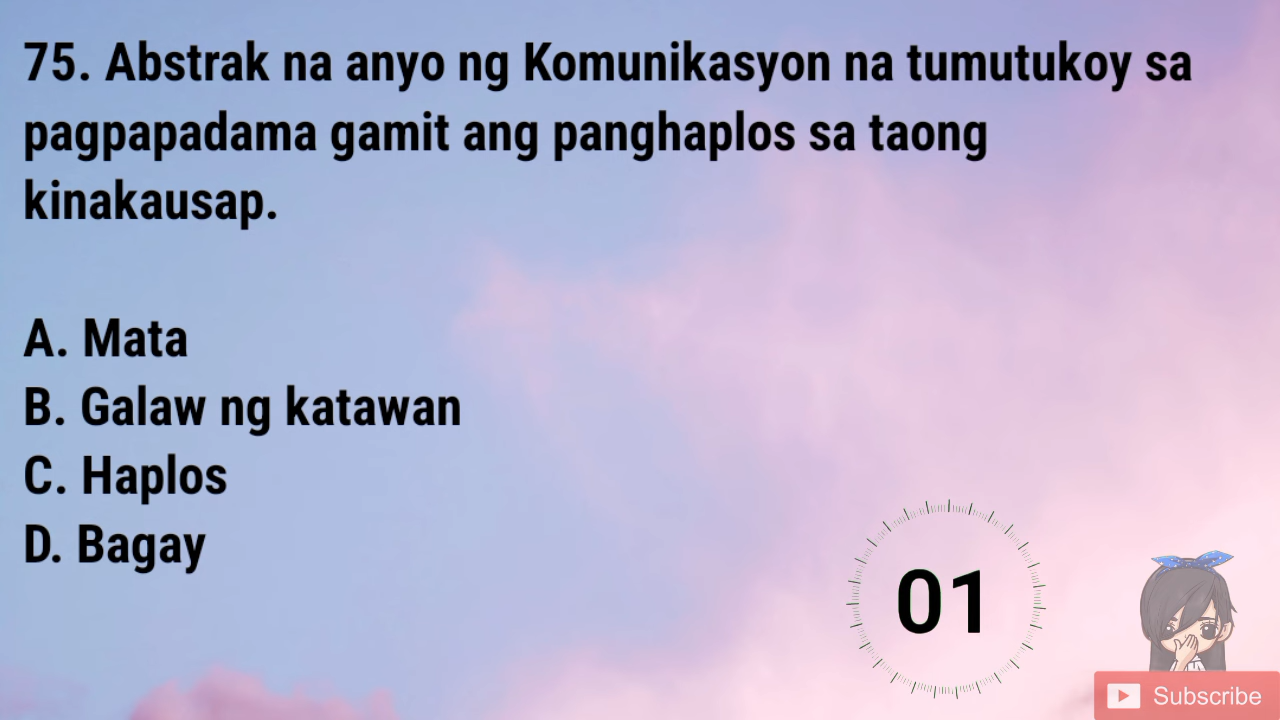 75. Abstrak na anyo ng Komunikasyon na tumutukoy sa
pagpapadama gamit ang panghaplos sa taong
kinakausap.
A. Mata
B. Galaw ng katawan
C. Haplos
D. Bagay
01
Subscribe